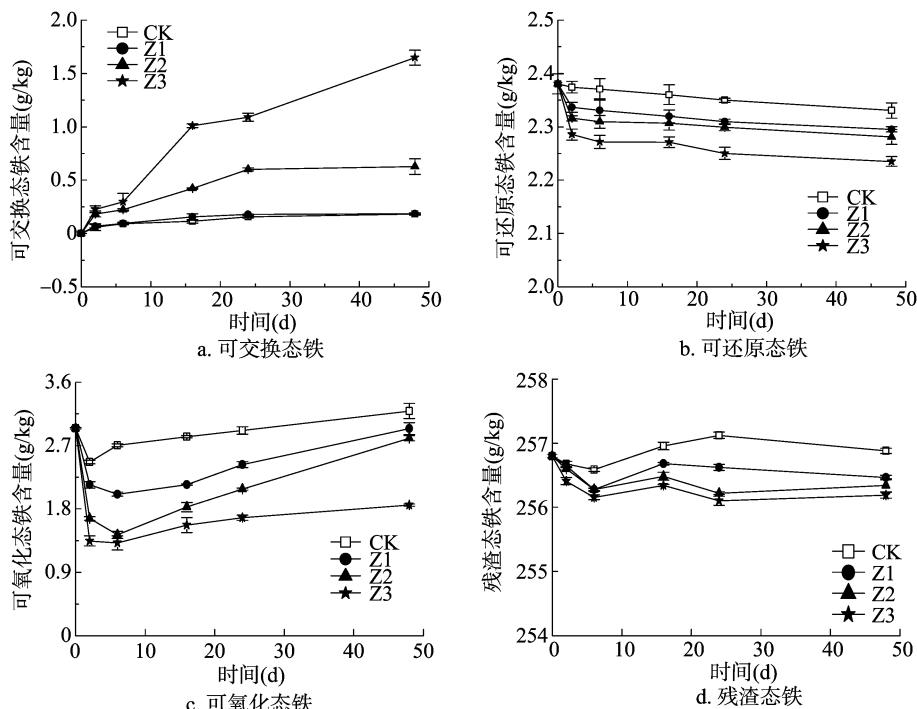 2.0
1.5
1.0
0.5
0
−0.5
可交换态铁含量(g/kg)
CK
Z1
Z2
Z3
0 10 20 30 40 50
时间(d)
a. 可交换态铁
2.4
2.3
2.2
2.1
2.0
可还原态铁含量(g/kg)
CK
Z1
Z2
Z3
0 10 20 30 40 50
时间(d)
b. 可还原态铁
3.6
2.7
1.8
0.9
0
可氧化态铁含量(g/kg)
CK
Z1
Z2
Z3
0 10 20 30 40 50
时间(d)
c. 可氧化态铁
258
257
256
255
254
残渣态铁含量(g/kg)
CK
Z1
Z2
Z3
0 10 20 30 40 50
时间(d)
d. 残渣态铁